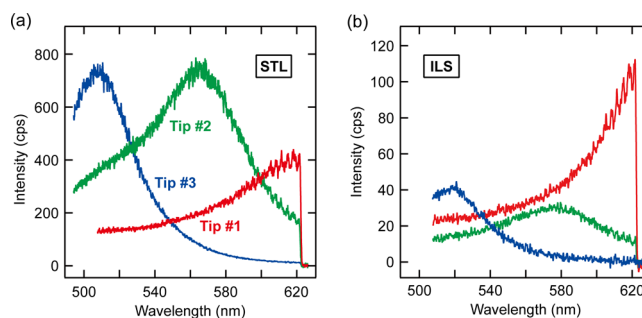 (a)
STL
800
600
400
200
0
Intensity (cps)
Tip #2
Tip #3
Tip #1
500 540 580 620
Wavelength (nm)
(b)
ILS
120
100
80
60
40
20
0
Intensity (cps)
500 540 580 620
Wavelength (nm)